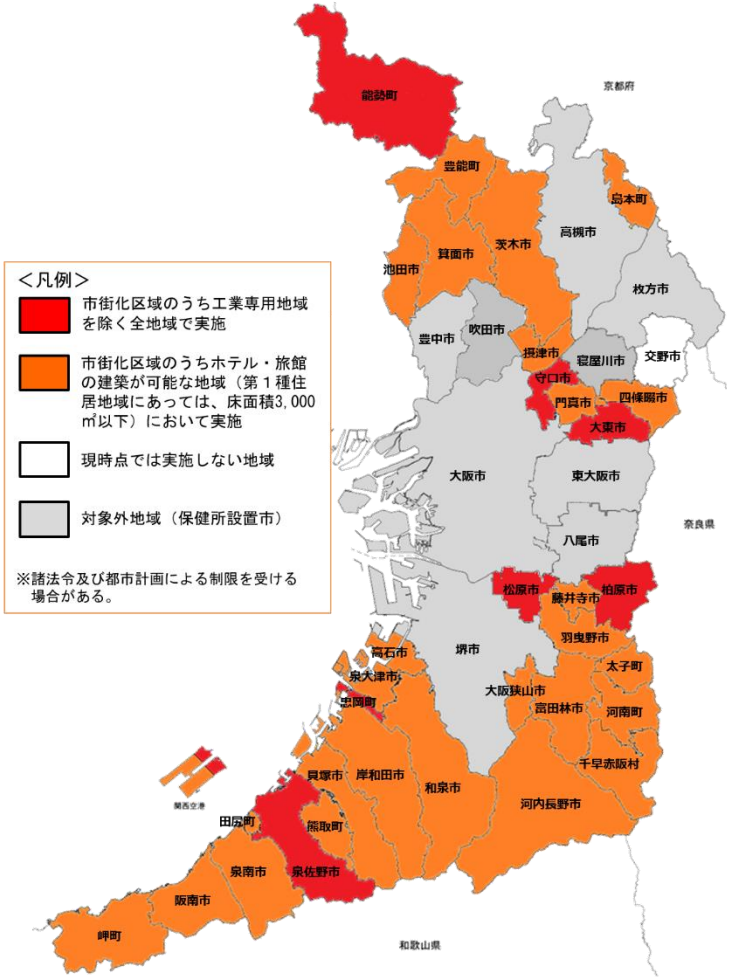 能勢町
京都府
豊能町
島本町
高槻市
茨木市
箕面市
池田市
枚方市
＜凡例＞
市街化区域のうち工業専用地域
を除く全地域で実施
市街化区域のうちホテル・旅館
の建築が可能な地域（第１種住
居地域にあっては、床面積3,000
㎡以下）において実施
現時点では実施しない地域
対象外地域（保健所設置市）
※諸法令及び都市計画による制限を受ける
場合がある。
豊中市
吹田市
摂津市
寝屋川市
交野市
守口市
門真市
四條畷市
大東市
大阪市
東大阪市
奈良県
八尾市
松原市
藤井寺市
柏原市
羽曳野市
堺市
高石市
太子町
泉大津市
大阪狭山市
富田林市
河南町
忠岡町
千早赤阪村
貝塚市
岸和田市
和泉市
河内長野市
関西空港
田尻町
熊取町
泉南市
泉佐野市
阪南市
岬町
和歌山県